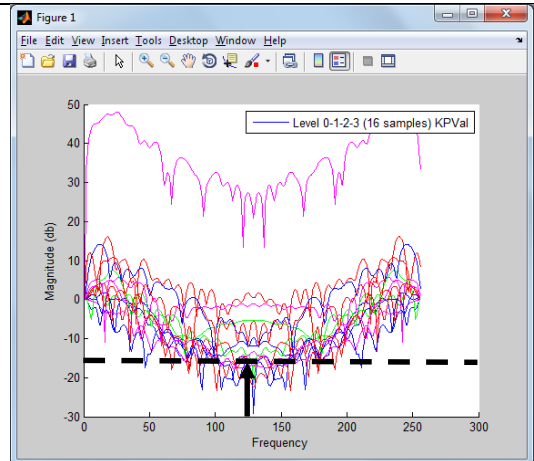 Figure 1
File Edit View Insert Tools Desktop Window Help
50
40
30
20
10
0
-10
-20
-30
Magnitude (db)
Level 0-1-2-3 (16 samples) KPVal
0 50 100 150 200 250 300
Frequency